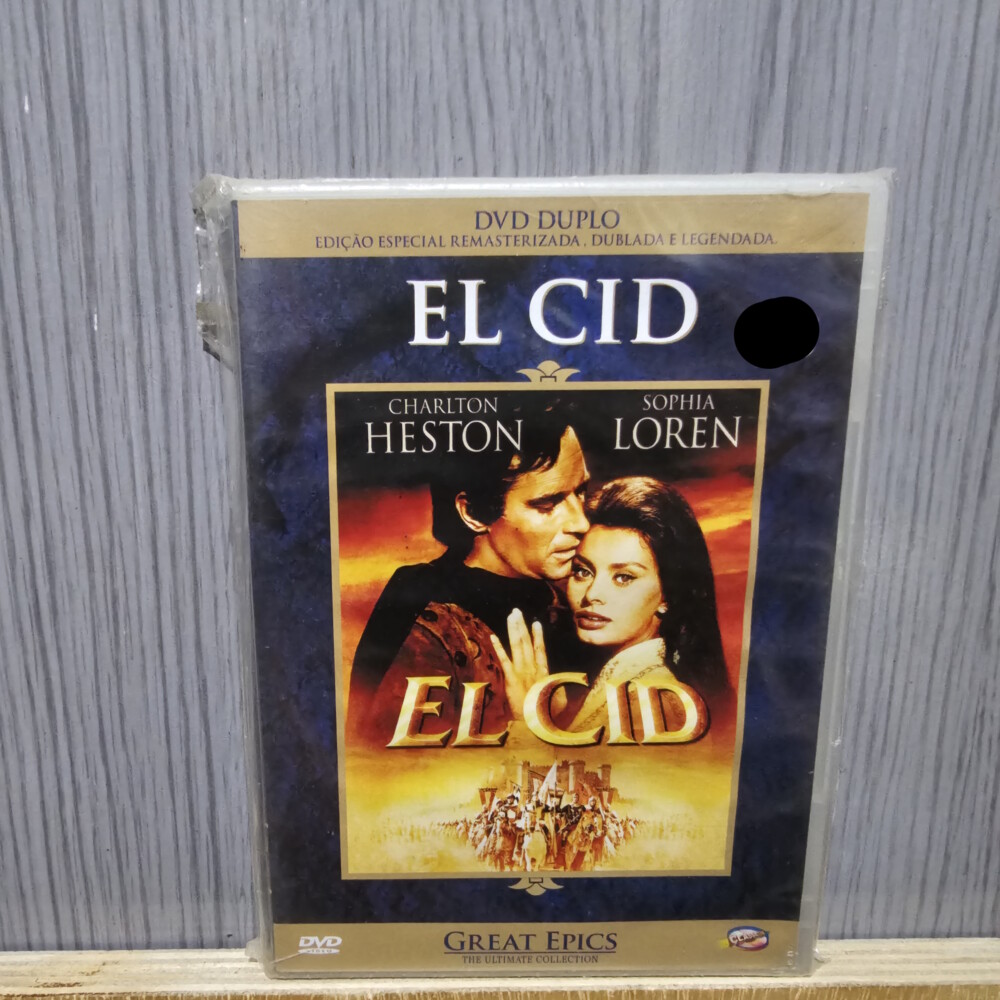 DVD DUPLO
EDIÇÃO ESPECIAL REMASTERIZADA, DUBLADA E LEGENDADA.
EL CID
CHARLTON
HESTON
SOPHIA
LOREN
EL CID
DVD
VIDEO
GREAT EPICS
THE ULTIMATE COLLECTION